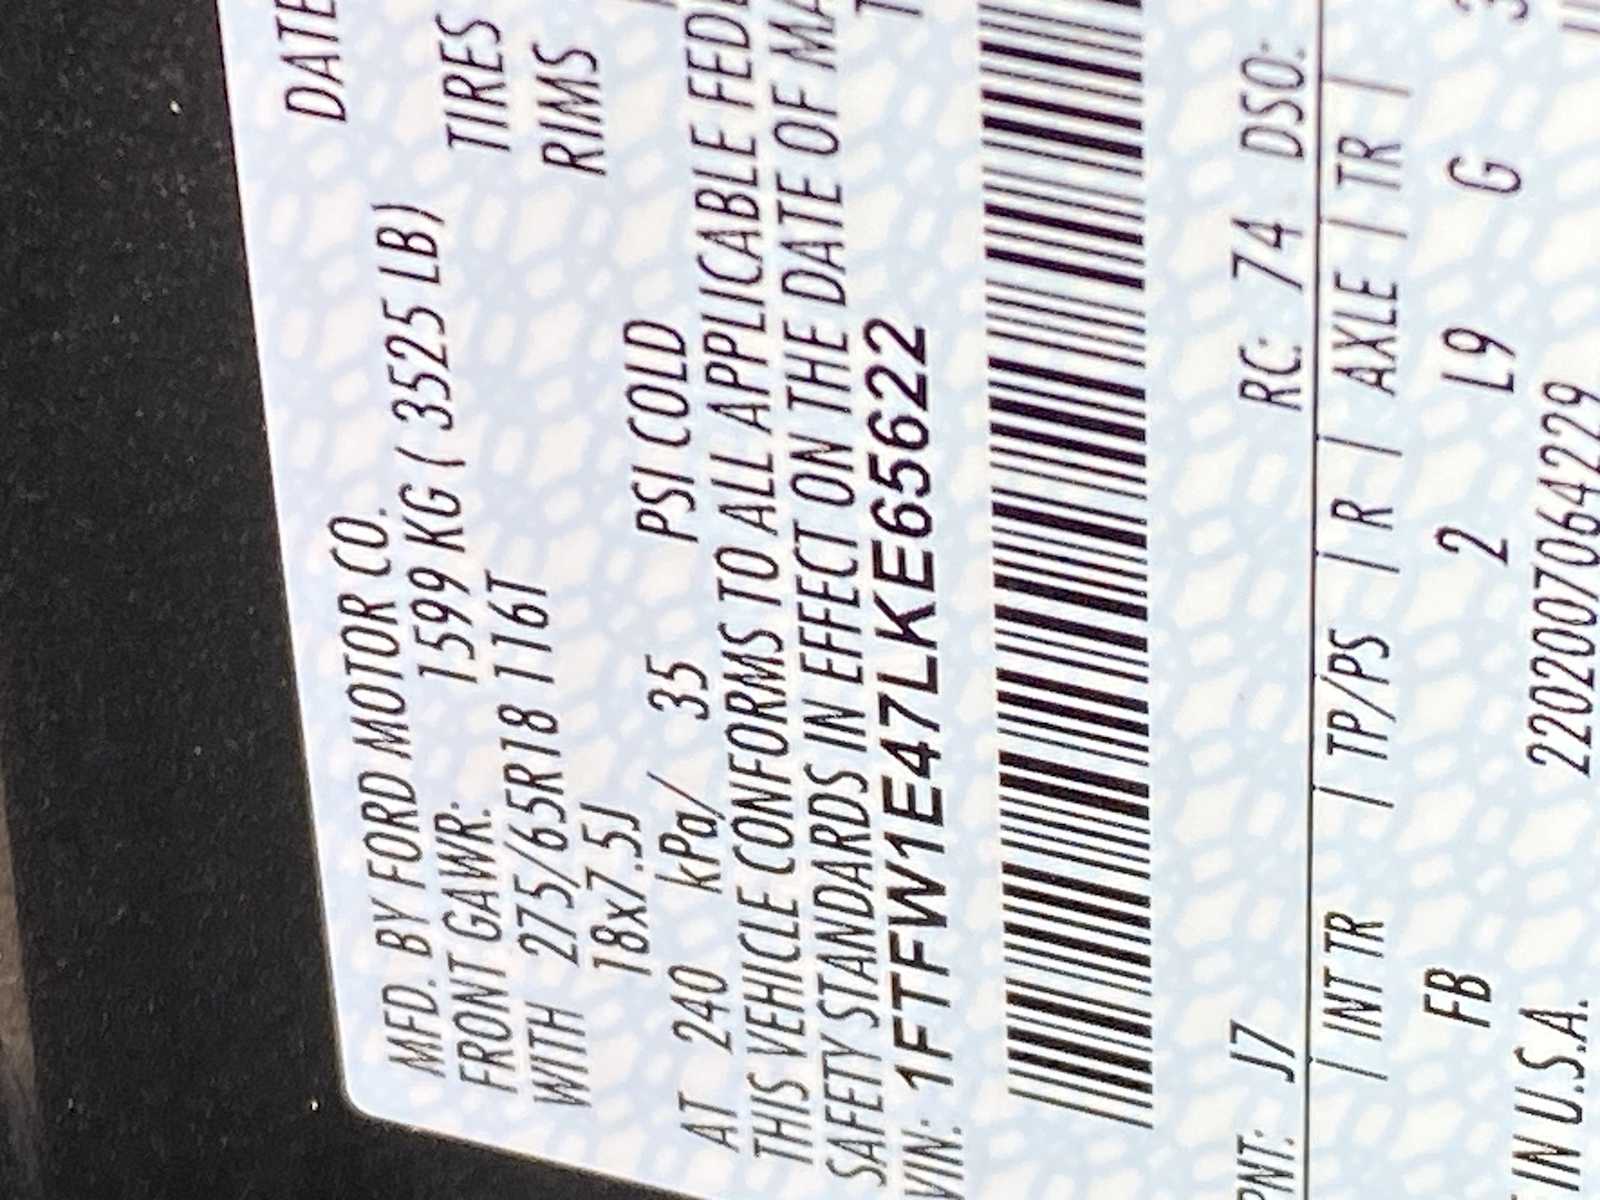 MFD. BY FORD MOTOR CO. DATE
FRONT GAWR: 1599 KG ( 3525 LB)
WITH 275/65R18 116T TIRES
18x7.5J RIMS
AT 240 kPa/ 35 PSI COLD
THIS VEHICLE CONFORMS TO ALL APPLICABLE FEDE
SAFETY STANDARDS IN EFFECT ON THE DATE OF MA
VIN: 1FTFW1E47LKE65622 T
PNT: J7 RC: 74 DSO:
| INT TR | TP/PS | R | AXLE | TR |
FB 2 L9 G 3
IN U.S.A. 2202007064229